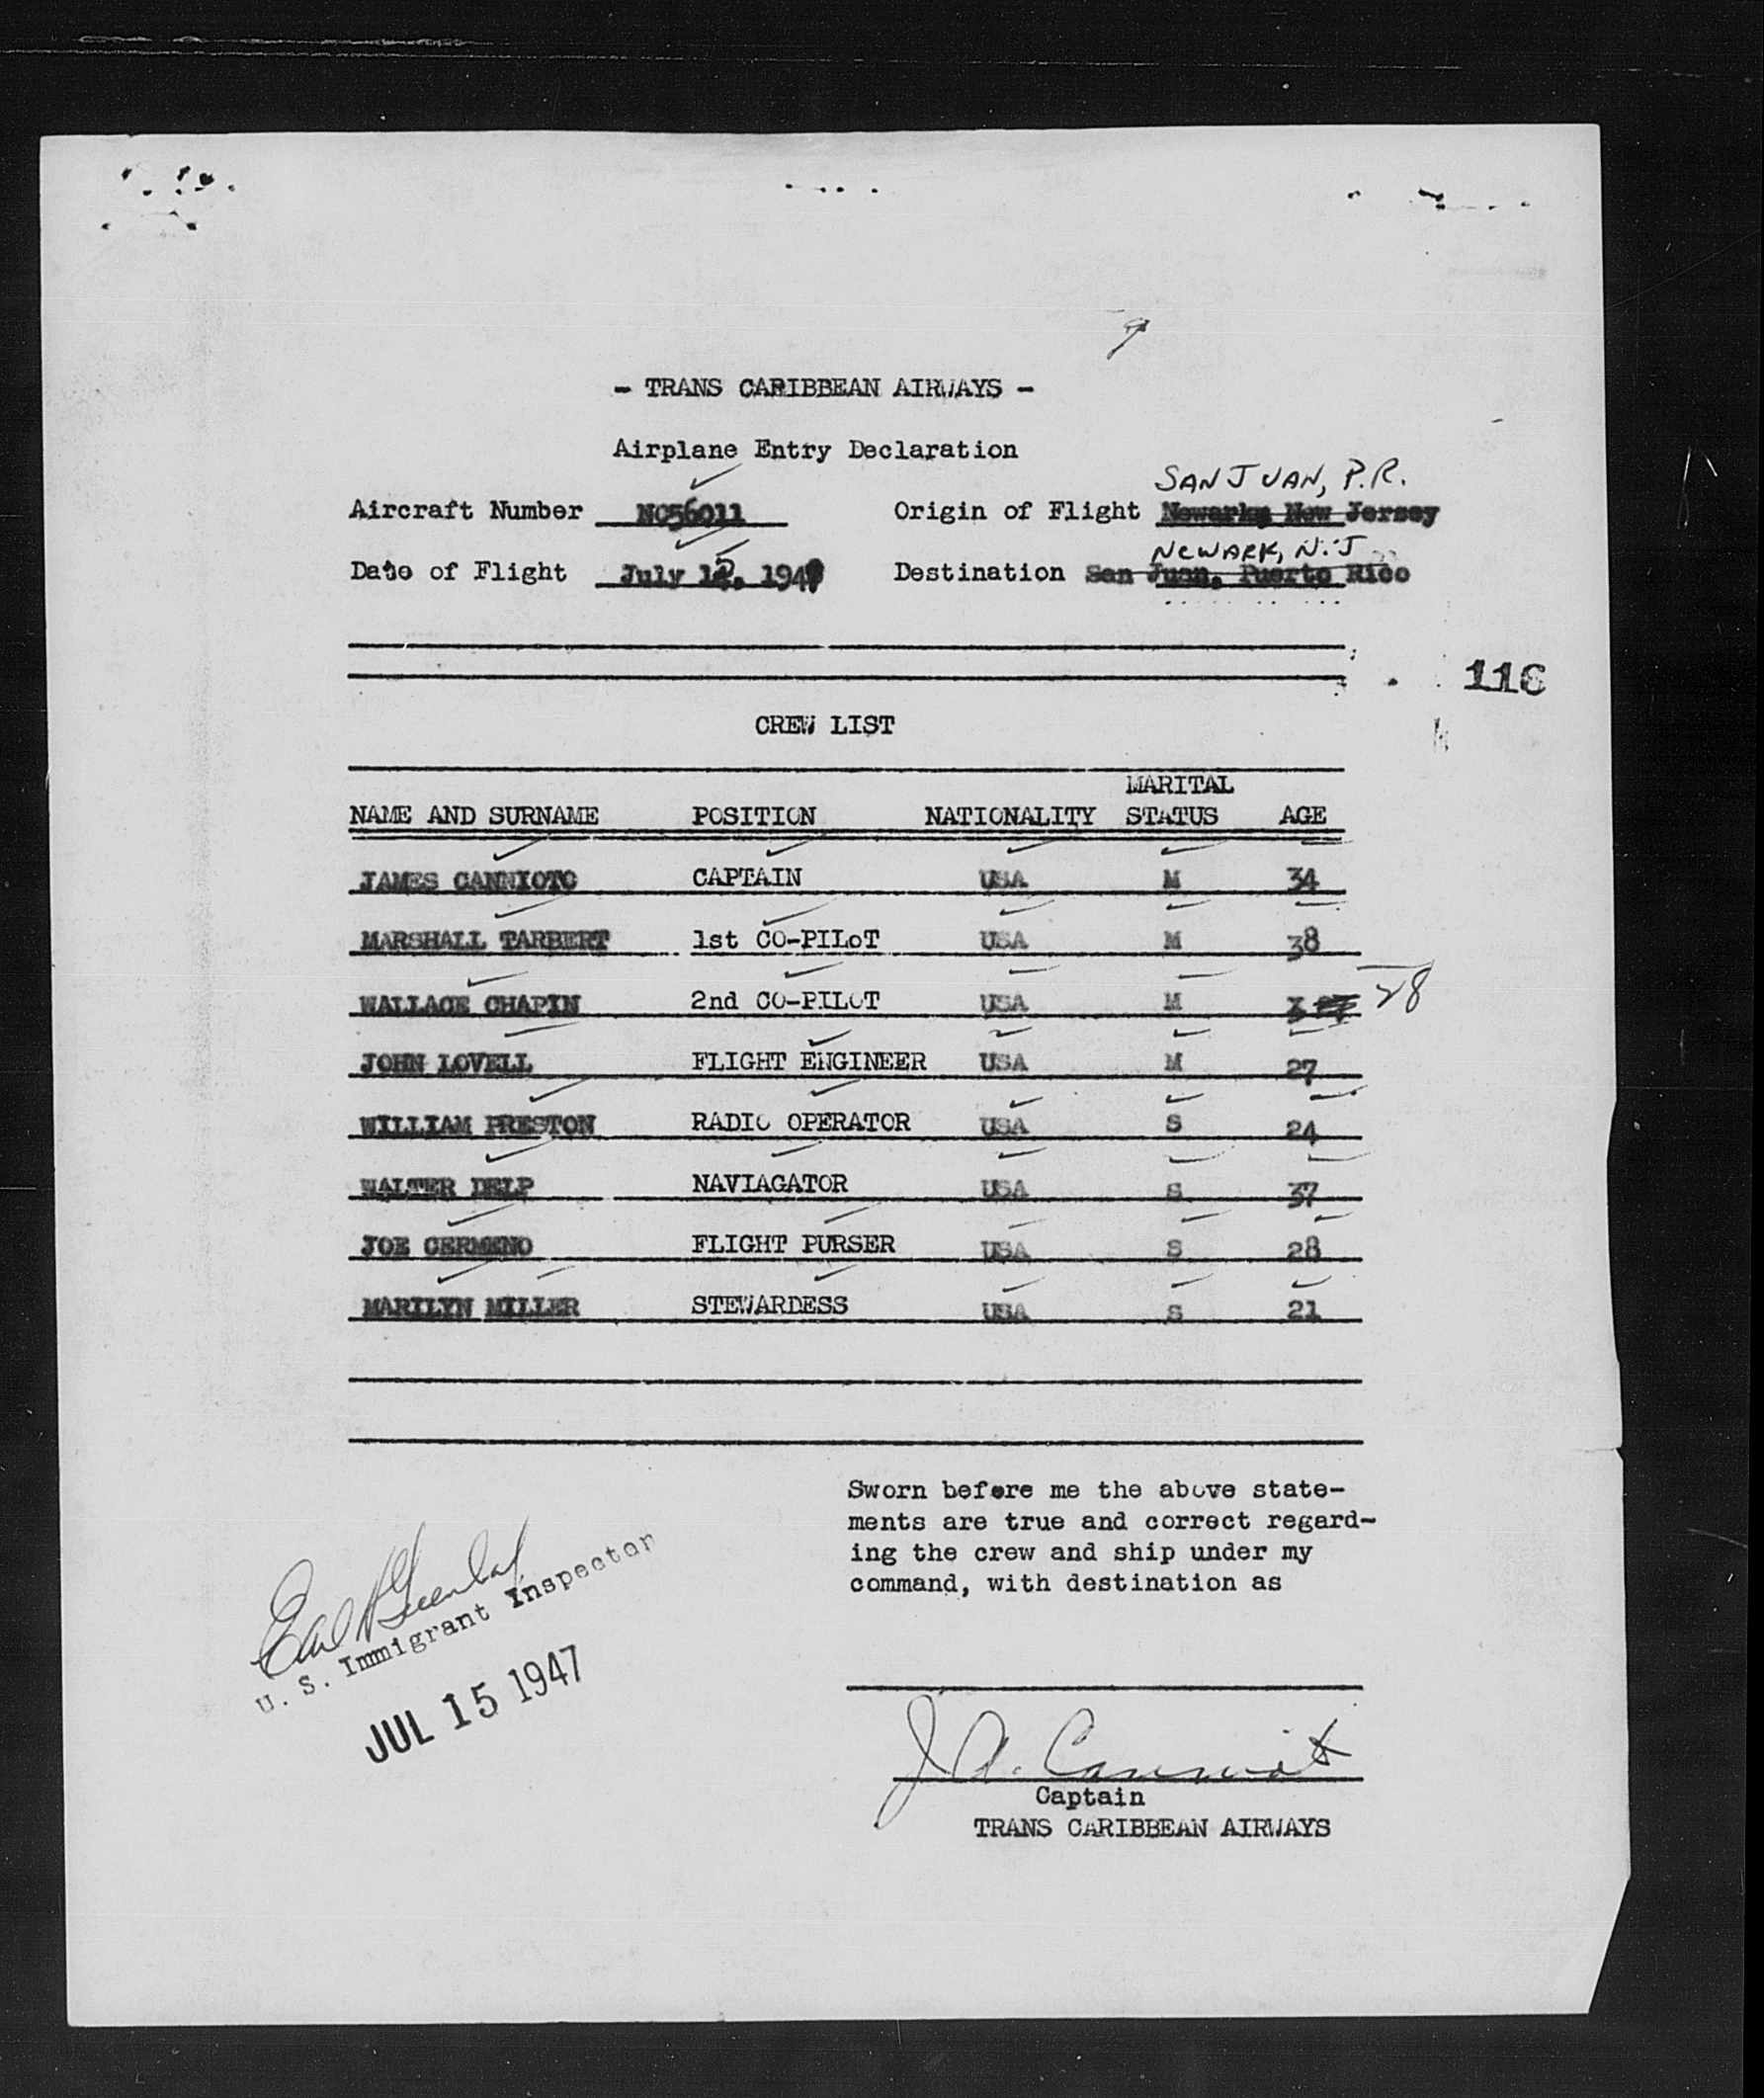 - TRANS CARIBBEAN AIRWAYS -
Airplane Entry Declaration
SAN JUAN, P.R.
Aircraft Number NC56011 Origin of Flight Newark, New Jersey
NEWARK, N.J
Date of Flight July 15, 1947 Destination San Juan, Puerto Rico
116
CREW LIST
MARITAL
NAME AND SURNAME POSITION NATIONALITY STATUS AGE
JAMES CANNIOTO CAPTAIN USA M 34
MARSHALL TARBERT 1st CO-PILoT USA M 38
WALLACE CHAPIN 2nd CO-PILOT USA M 28
JOHN LOVELL FLIGHT ENGINEER USA M 27
WILLIAM PRESTON RADIO OPERATOR USA S 24
WALTER DELP NAVIAGATOR USA S 37
JOE CERMENO FLIGHT PURSER USA S 28
MARILYN MILLER STEWARDESS USA S 21
Sworn before me the above state-
ments are true and correct regard-
ing the crew and ship under my
command, with destination as
Earl
U. S. Immigrant Inspector
JUL 15 1947
J. A. Cannioto
Captain
TRANS CARIBBEAN AIRWAYS